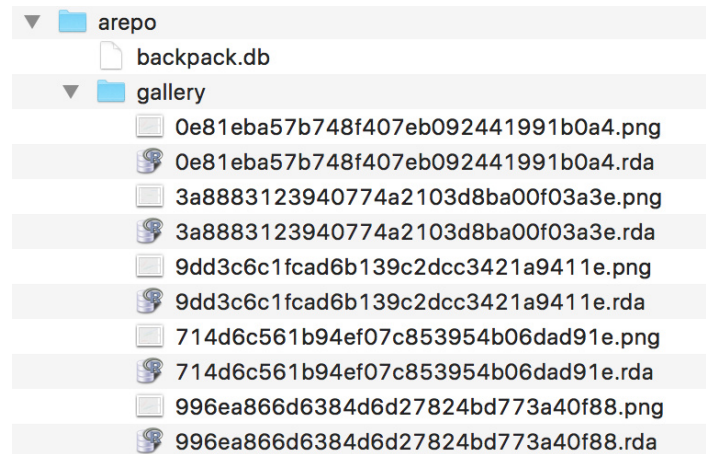 arepo
backpack.db
gallery
0e81eba57b748f407eb092441991b0a4.png
0e81eba57b748f407eb092441991b0a4.rda
3a8883123940774a2103d8ba00f03a3e.png
3a8883123940774a2103d8ba00f03a3e.rda
9dd3c6c1fcad6b139c2dcc3421a9411e.png
9dd3c6c1fcad6b139c2dcc3421a9411e.rda
714d6c561b94ef07c853954b06dad91e.png
714d6c561b94ef07c853954b06dad91e.rda
996ea866d6384d6d27824bd773a40f88.png
996ea866d6384d6d27824bd773a40f88.rda